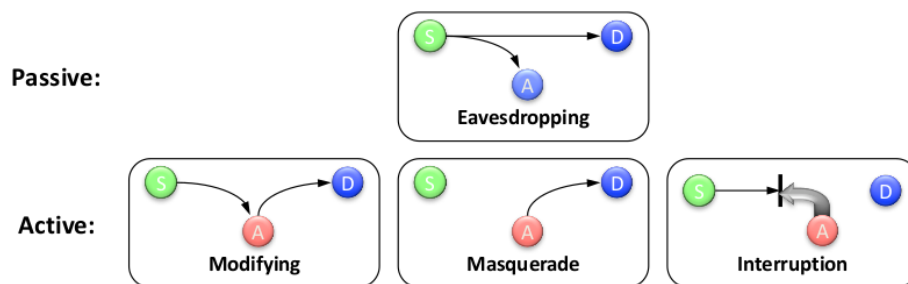 S D
Passive:
A
Eavesdropping
S D S D S D
Active:
A A A
Modifying Masquerade Interruption